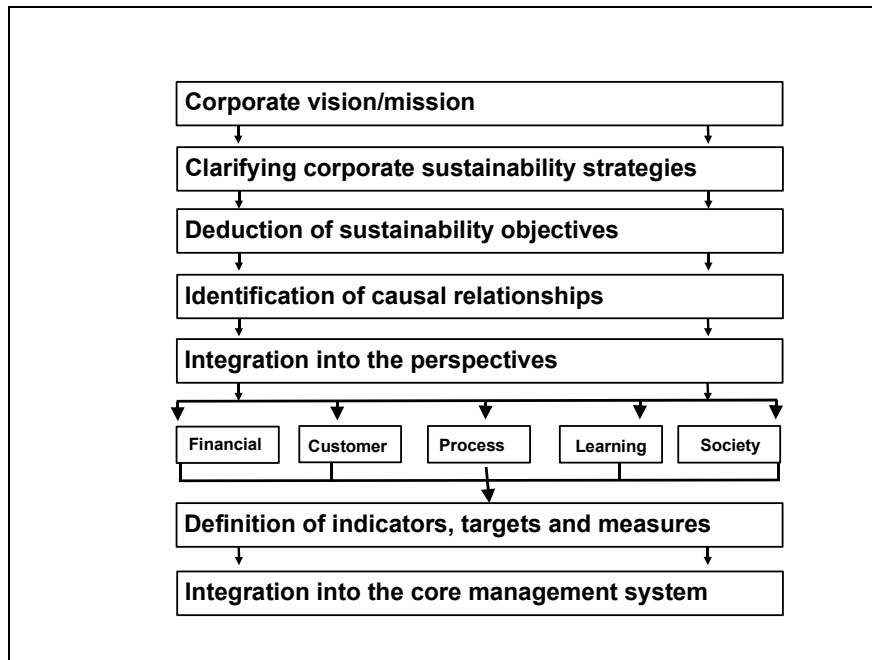 Corporate vision/mission
Clarifying corporate sustainability strategies
Deduction of sustainability objectives
Identification of causal relationships
Integration into the perspectives
Financial
Customer
Process
Learning
Society
Definition of indicators, targets and measures
Integration into the core management system